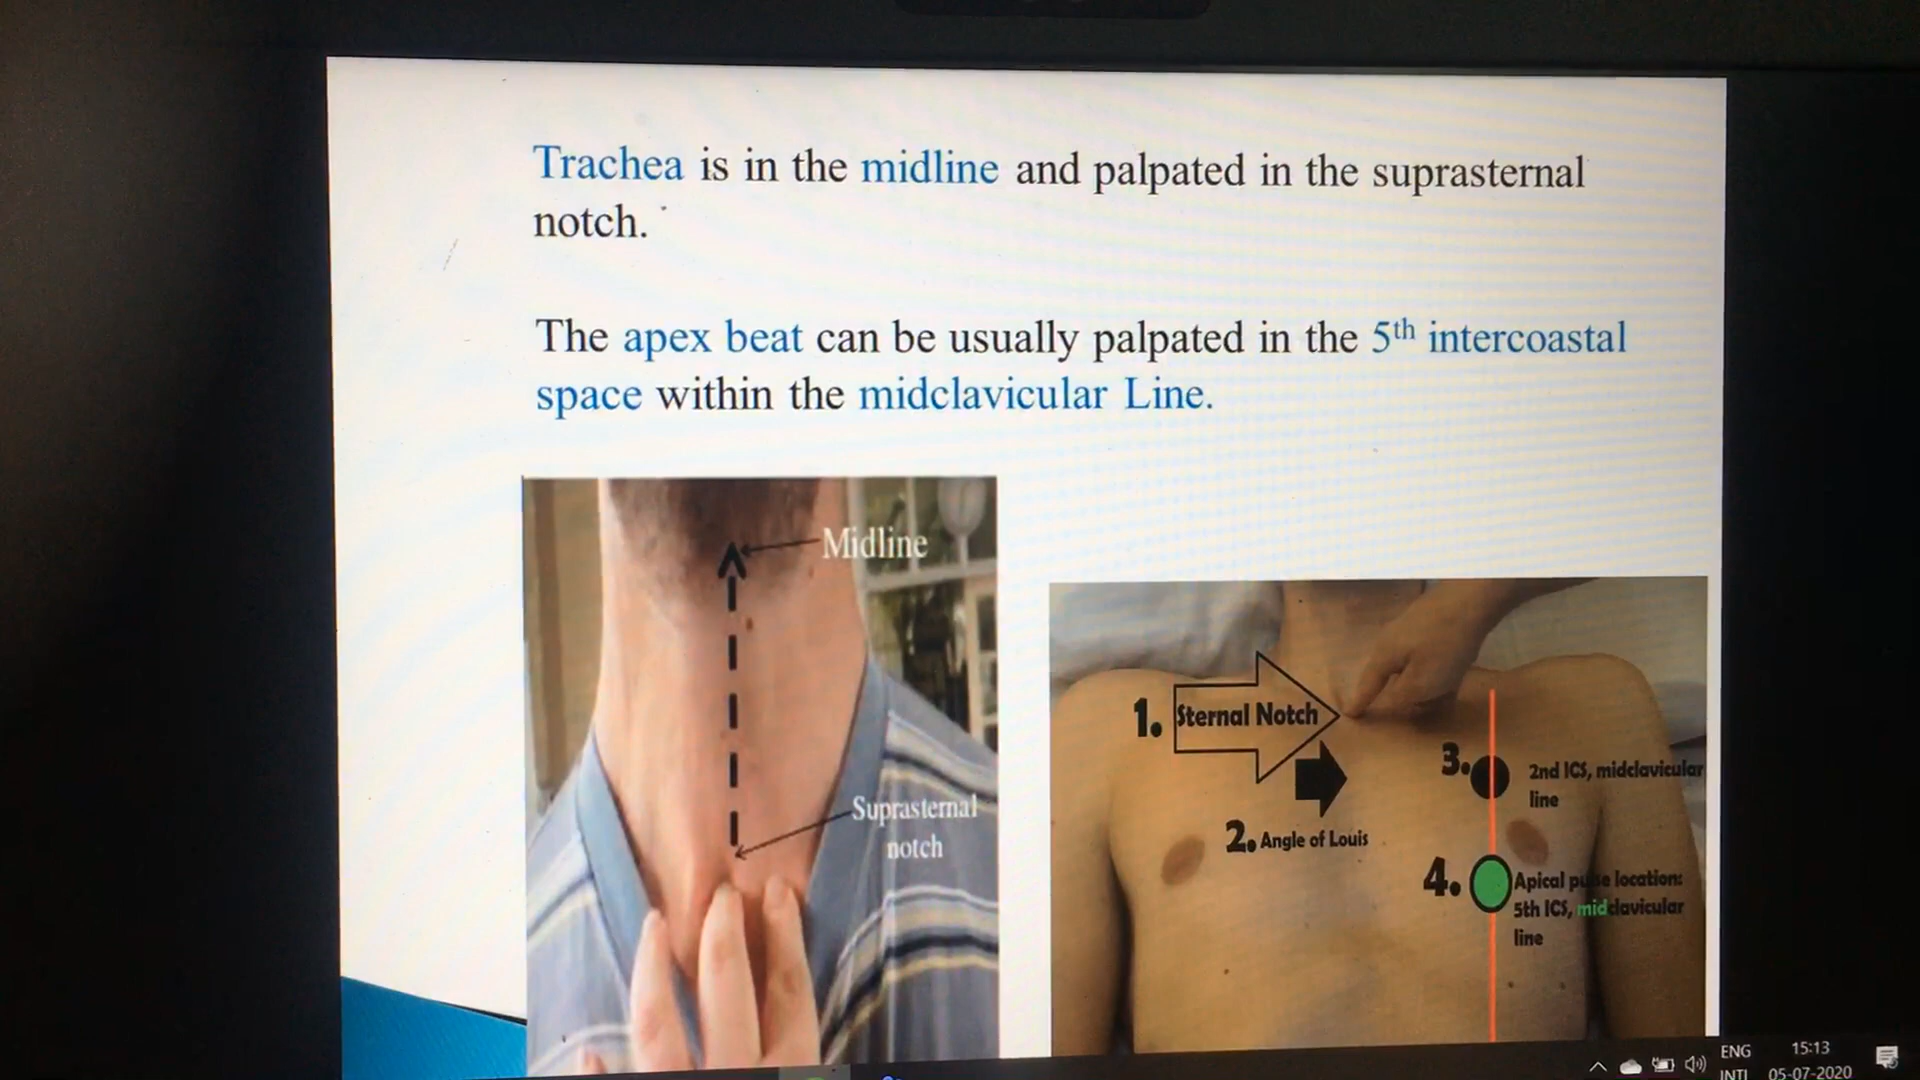 Trachea is in the midline and palpated in the suprasternal
notch.
The apex beat can be usually palpated in the 5th intercoastal
space within the midclavicular Line.
Midline
Suprasternal
notch
1. Sternal Notch
2. Angle of Louis
3. 2nd ICS, midclavicular
line
4. Apical pulse location:
5th ICS, midclavicular
line
ENG
INTL
15:13
05-07-2020